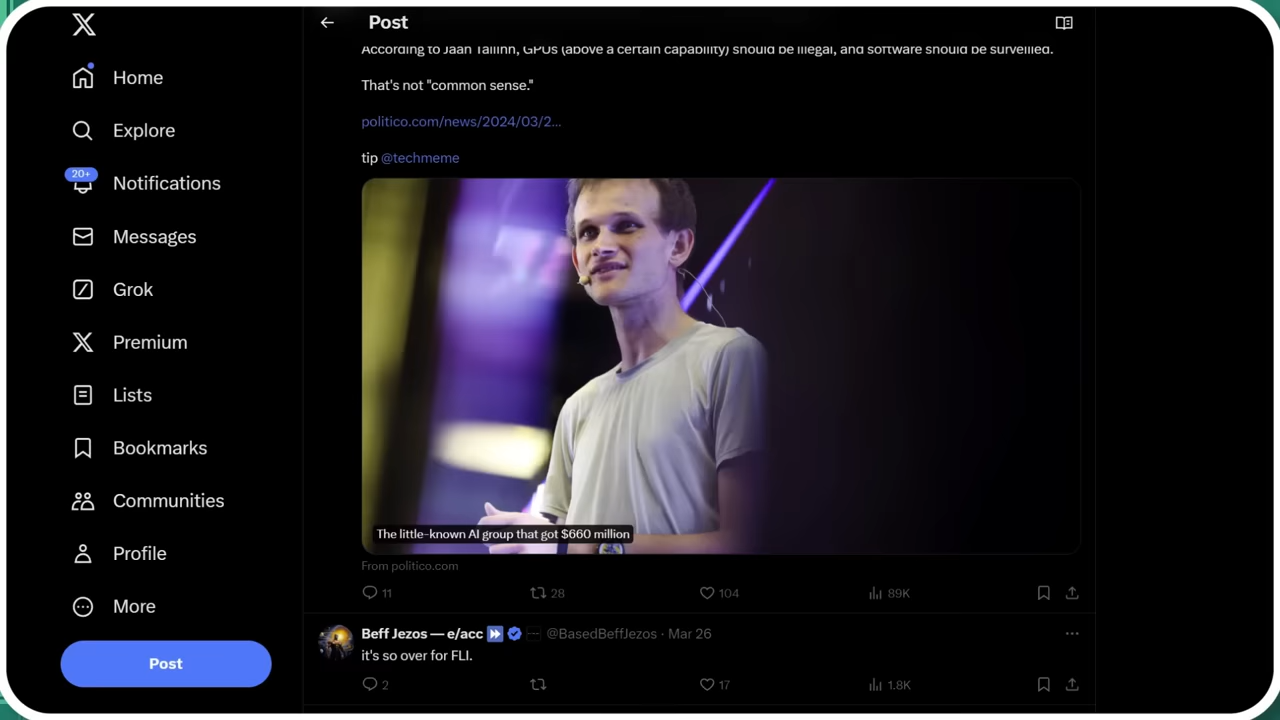 Post
According to Jaan Tallinn, GPUs (above a certain capability) should be illegal, and software should be surveilled.
Home
That's not "common sense."
politico.com/news/2024/03/2...
Explore
tip @techmeme
20+
Notifications
Messages
Grok
Premium
Lists
Bookmarks
Communities
The little-known AI group that got $660 million
Profile
From politico.com
11 28 104 89K
More
Beff Jezos — e/acc @BasedBeffJezos · Mar 26
it's so over for FLI.
Post
2 17 1.8K